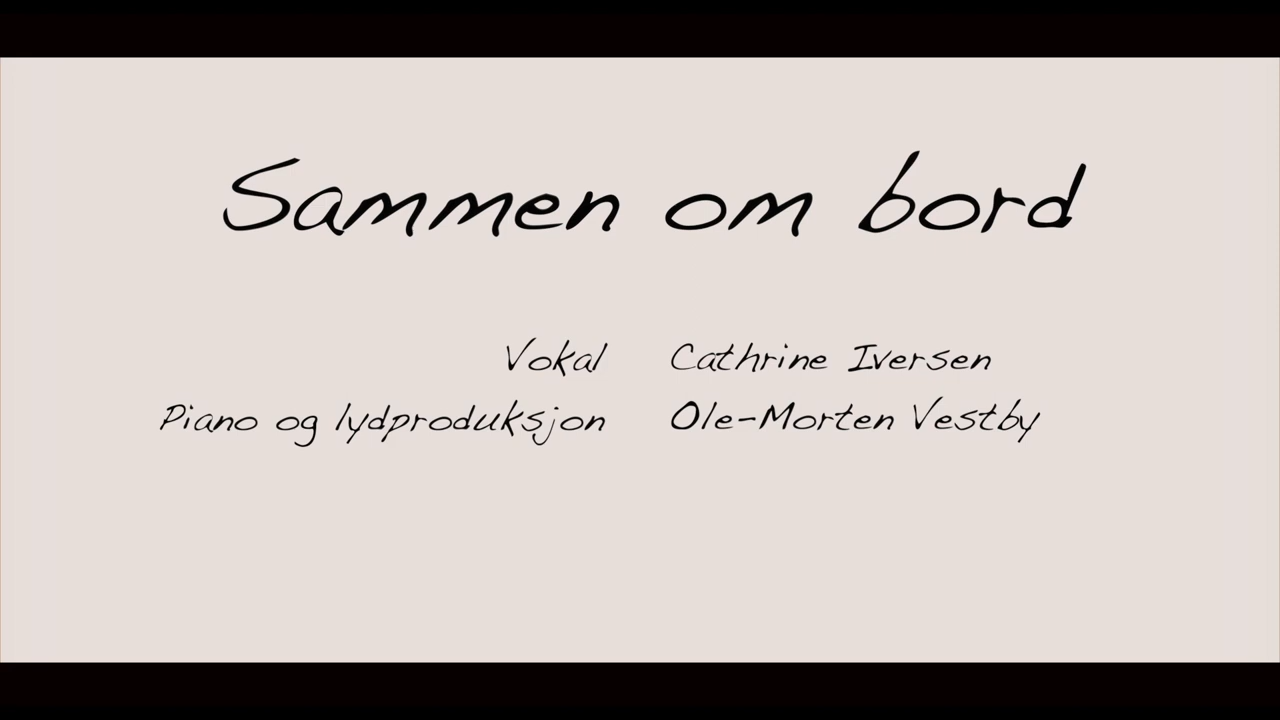 Sammen om bord
Vokal Cathrine Iversen
Piano og lydproduksjon Ole-Morten Vestby